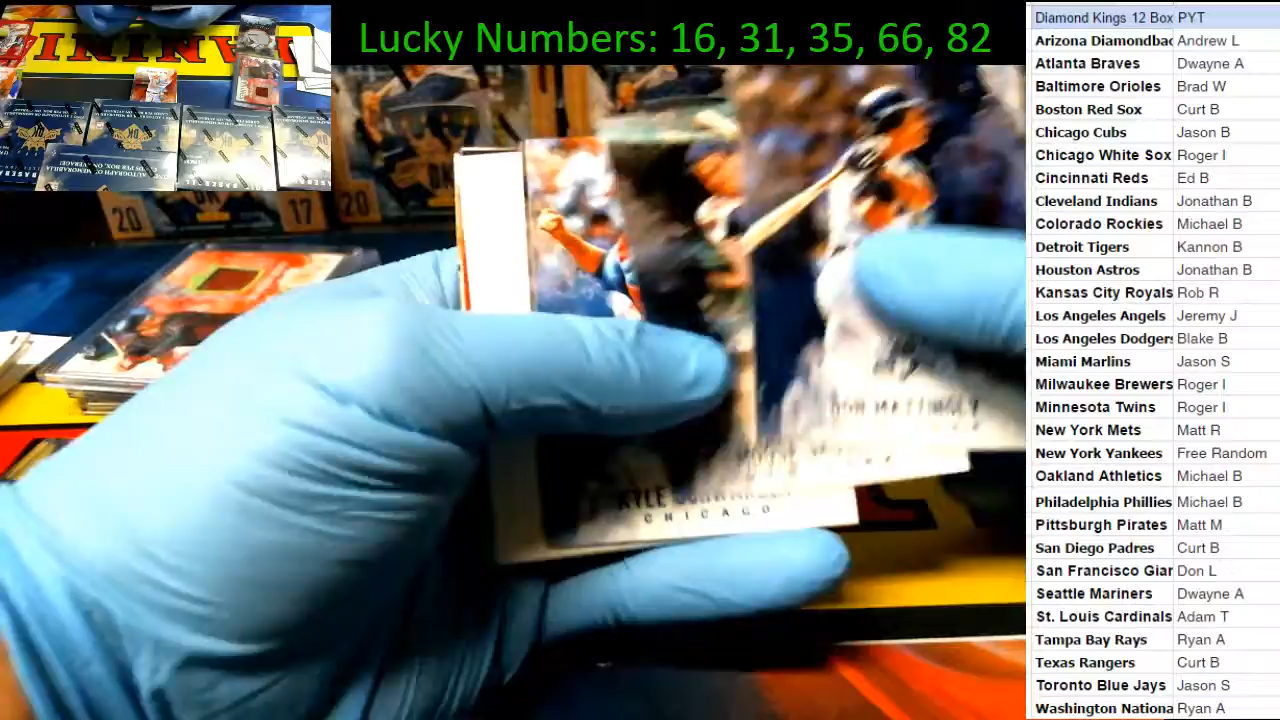 Lucky Numbers: 16, 31, 35, 66, 82
Diamond Kings 12 Box PYT
Arizona Diamondbac Andrew L
Atlanta Braves Dwayne A
Baltimore Orioles Brad W
Boston Red Sox Curt B
Chicago Cubs Jason B
Chicago White Sox Roger I
Cincinnati Reds Ed B
Cleveland Indians Jonathan B
Colorado Rockies Michael B
Detroit Tigers Kannon B
Houston Astros Jonathan B
Kansas City Royals Rob R
Los Angeles Angels Jeremy J
Los Angeles Dodgers Blake B
Miami Marlins Jason S
Milwaukee Brewers Roger I
Minnesota Twins Roger I
New York Mets Matt R
New York Yankees Free Random
Oakland Athletics Michael B
Philadelphia Phillies Michael B
Pittsburgh Pirates Matt M
San Diego Padres Curt B
San Francisco Gian Don L
Seattle Mariners Dwayne A
St. Louis Cardinals Adam T
Tampa Bay Rays Ryan A
Texas Rangers Curt B
Toronto Blue Jays Jason S
Washington Nationa Ryan A
20
17
20
DON MATTINGLY
KYLE
CHICAGO